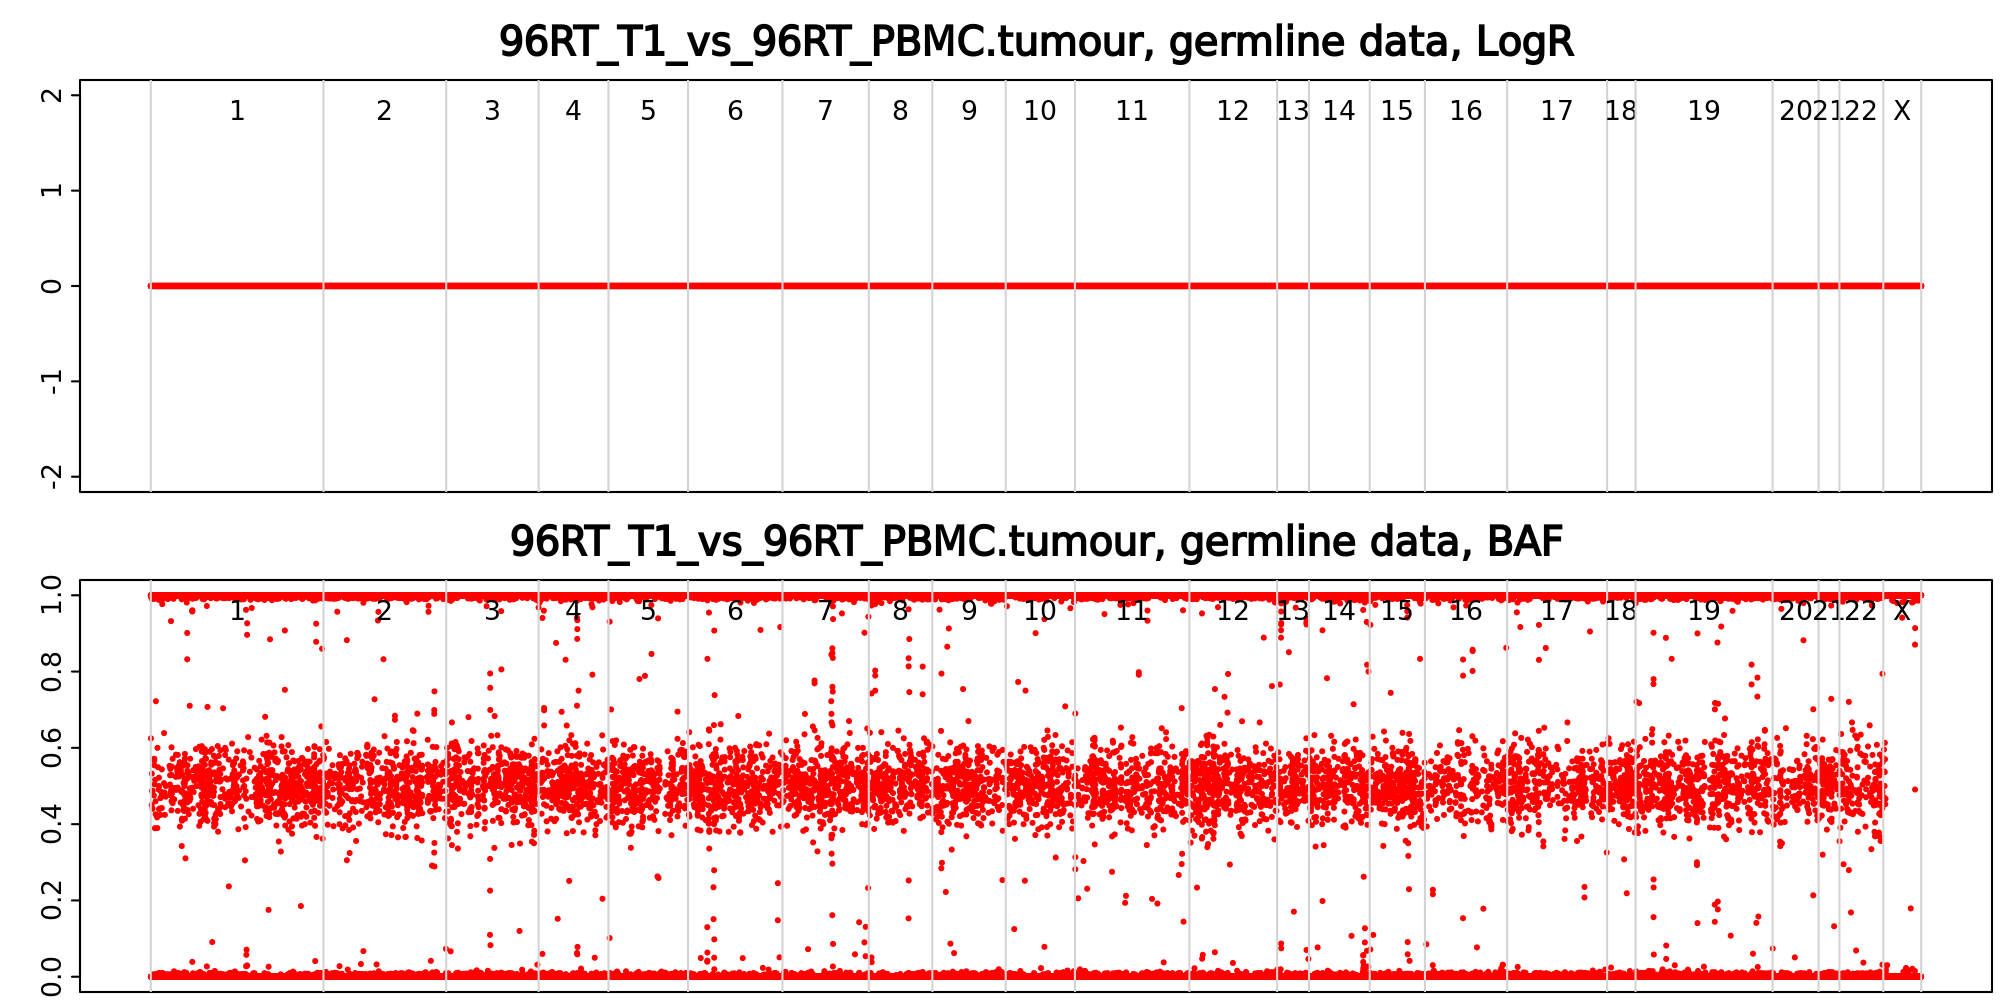 96RT_T1_vs_96RT_PBMC.tumour, germline data, LogR
2
1
0
-1
-2
1 2 3 4 5 6 7 8 9 10 11 12 13 14 15 16 17 18 19 20 21 22 X
96RT_T1_vs_96RT_PBMC.tumour, germline data, BAF
1.0
0.8
0.6
0.4
0.2
0.0
1 2 3 4 5 6 7 8 9 10 11 12 13 14 15 16 17 18 19 20 21 22 X